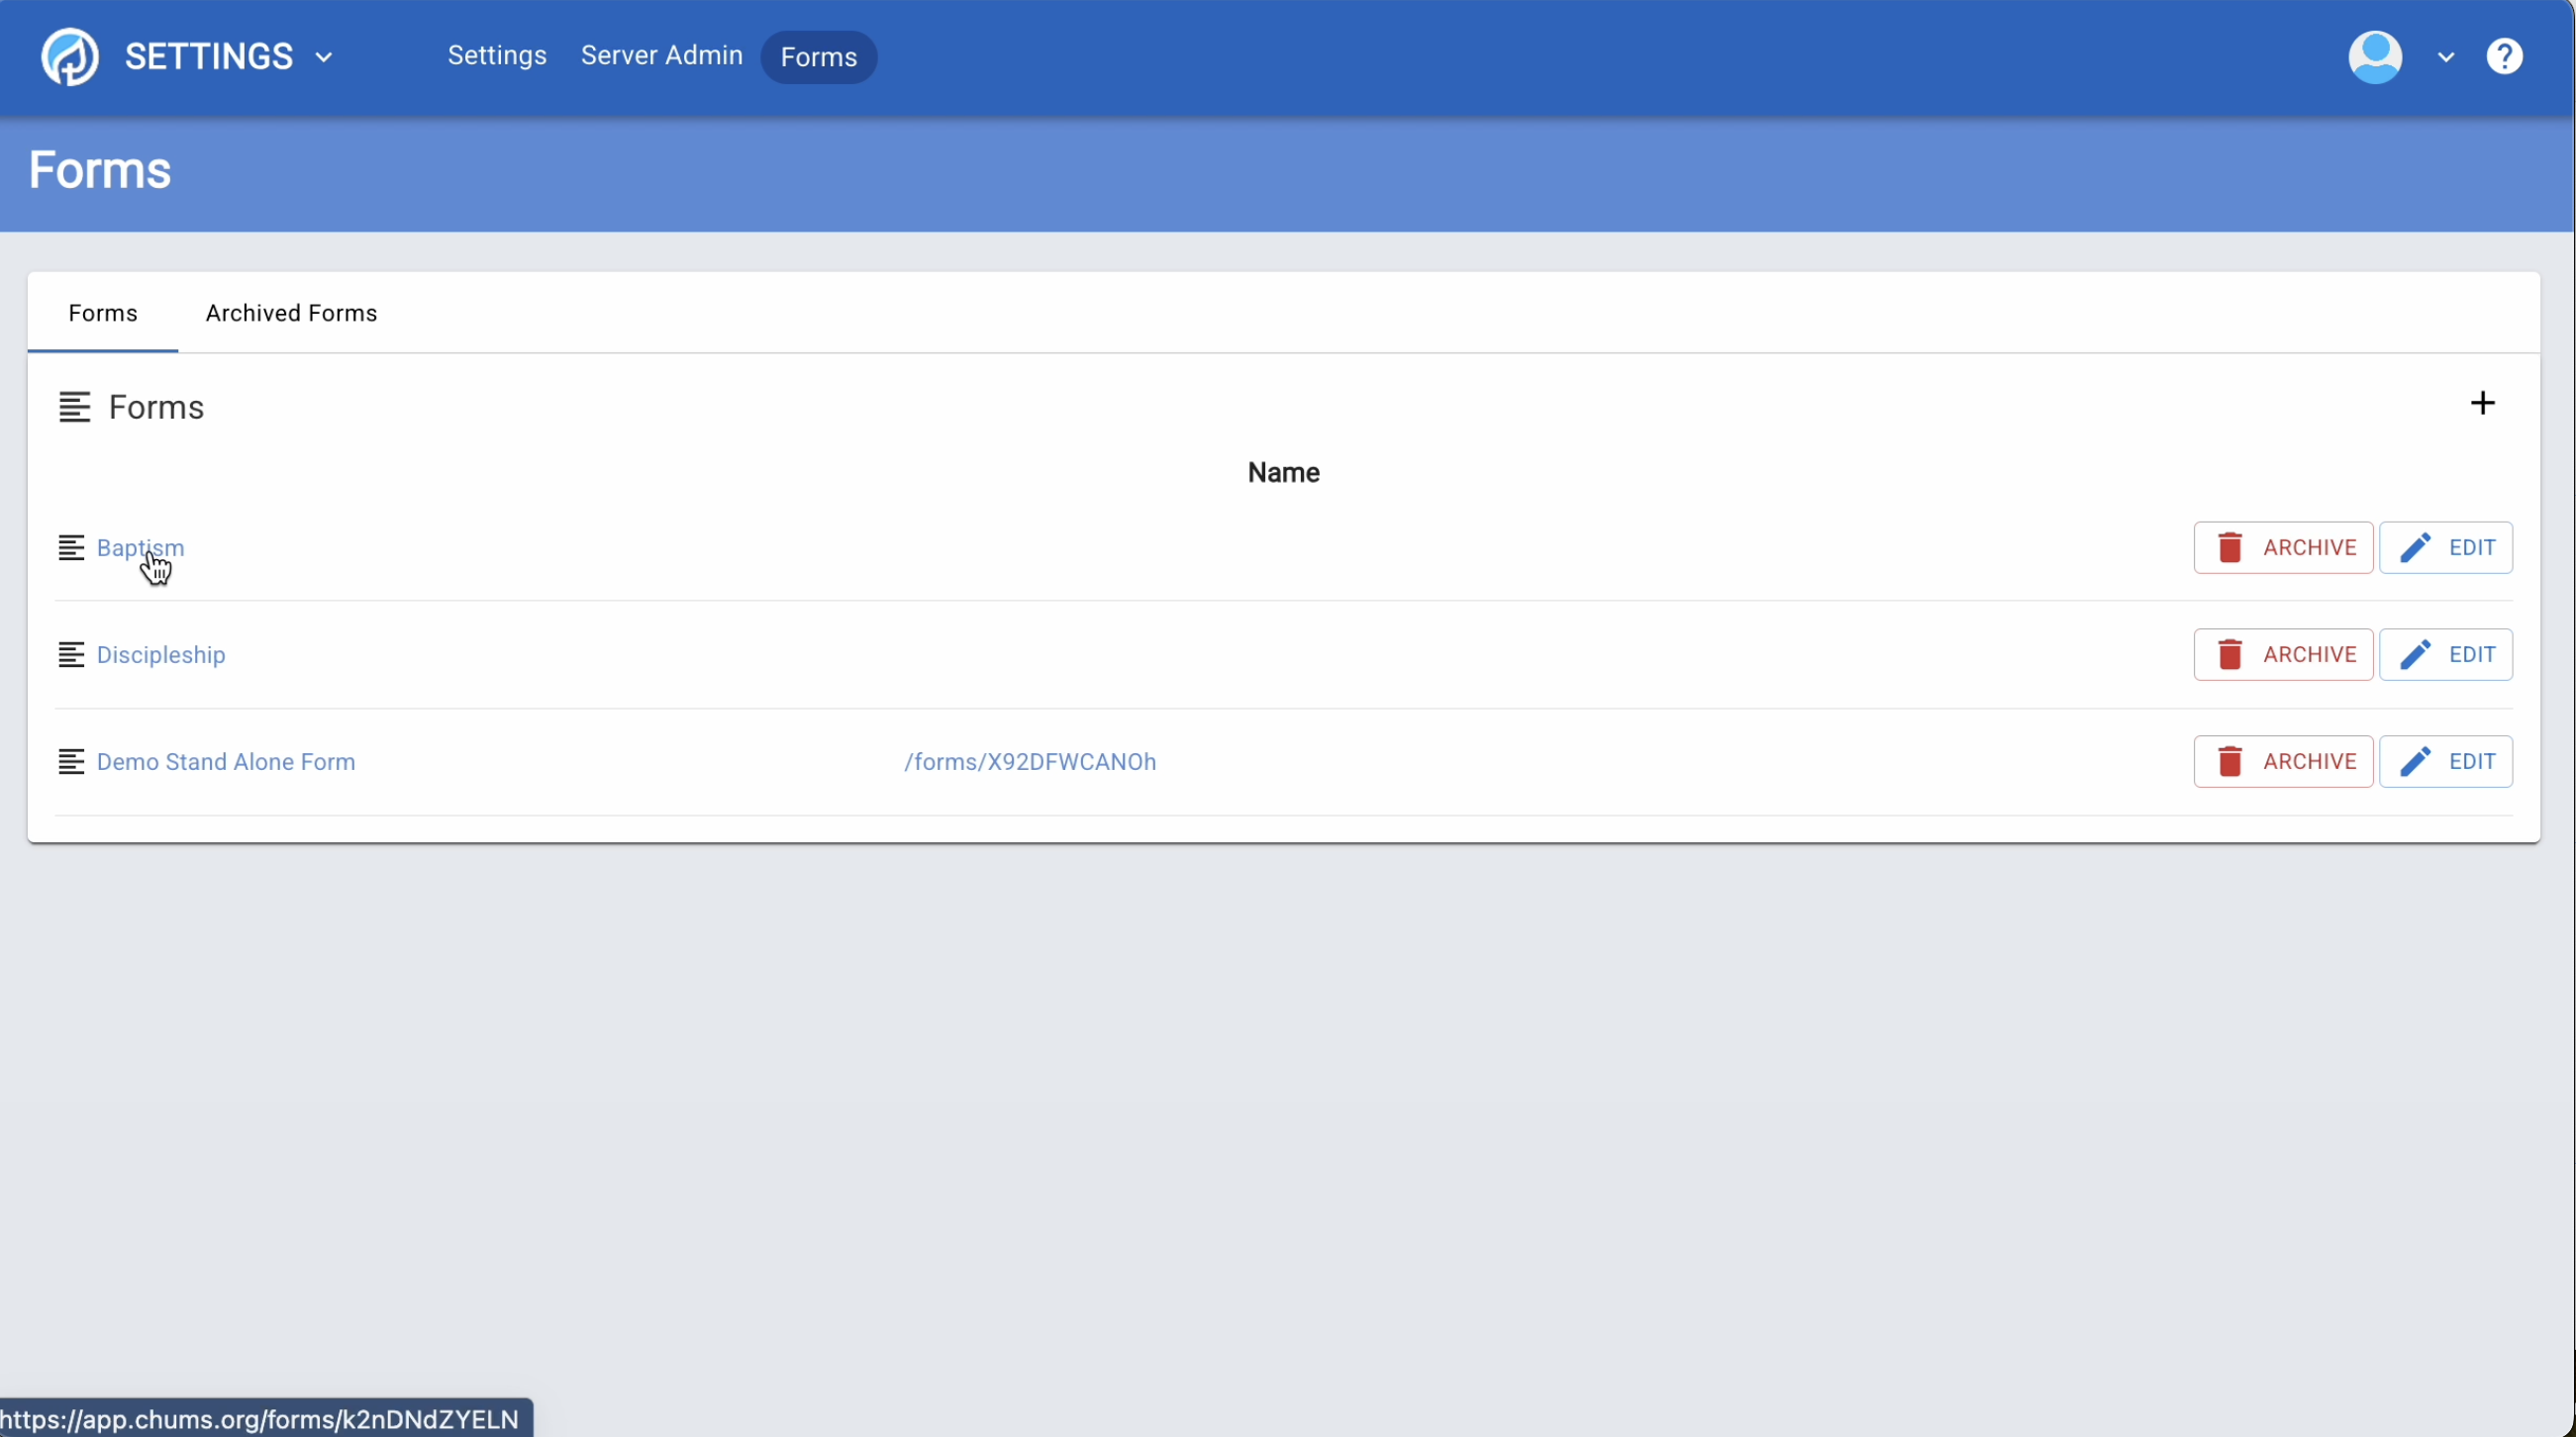 SETTINGS Settings Server Admin Forms ?
Forms
Forms Archived Forms
Forms +
Name
Baptism ARCHIVE EDIT
Discipleship ARCHIVE EDIT
Demo Stand Alone Form /forms/X92DFWCANOh ARCHIVE EDIT
https://app.chums.org/forms/k2nDNdZYELN